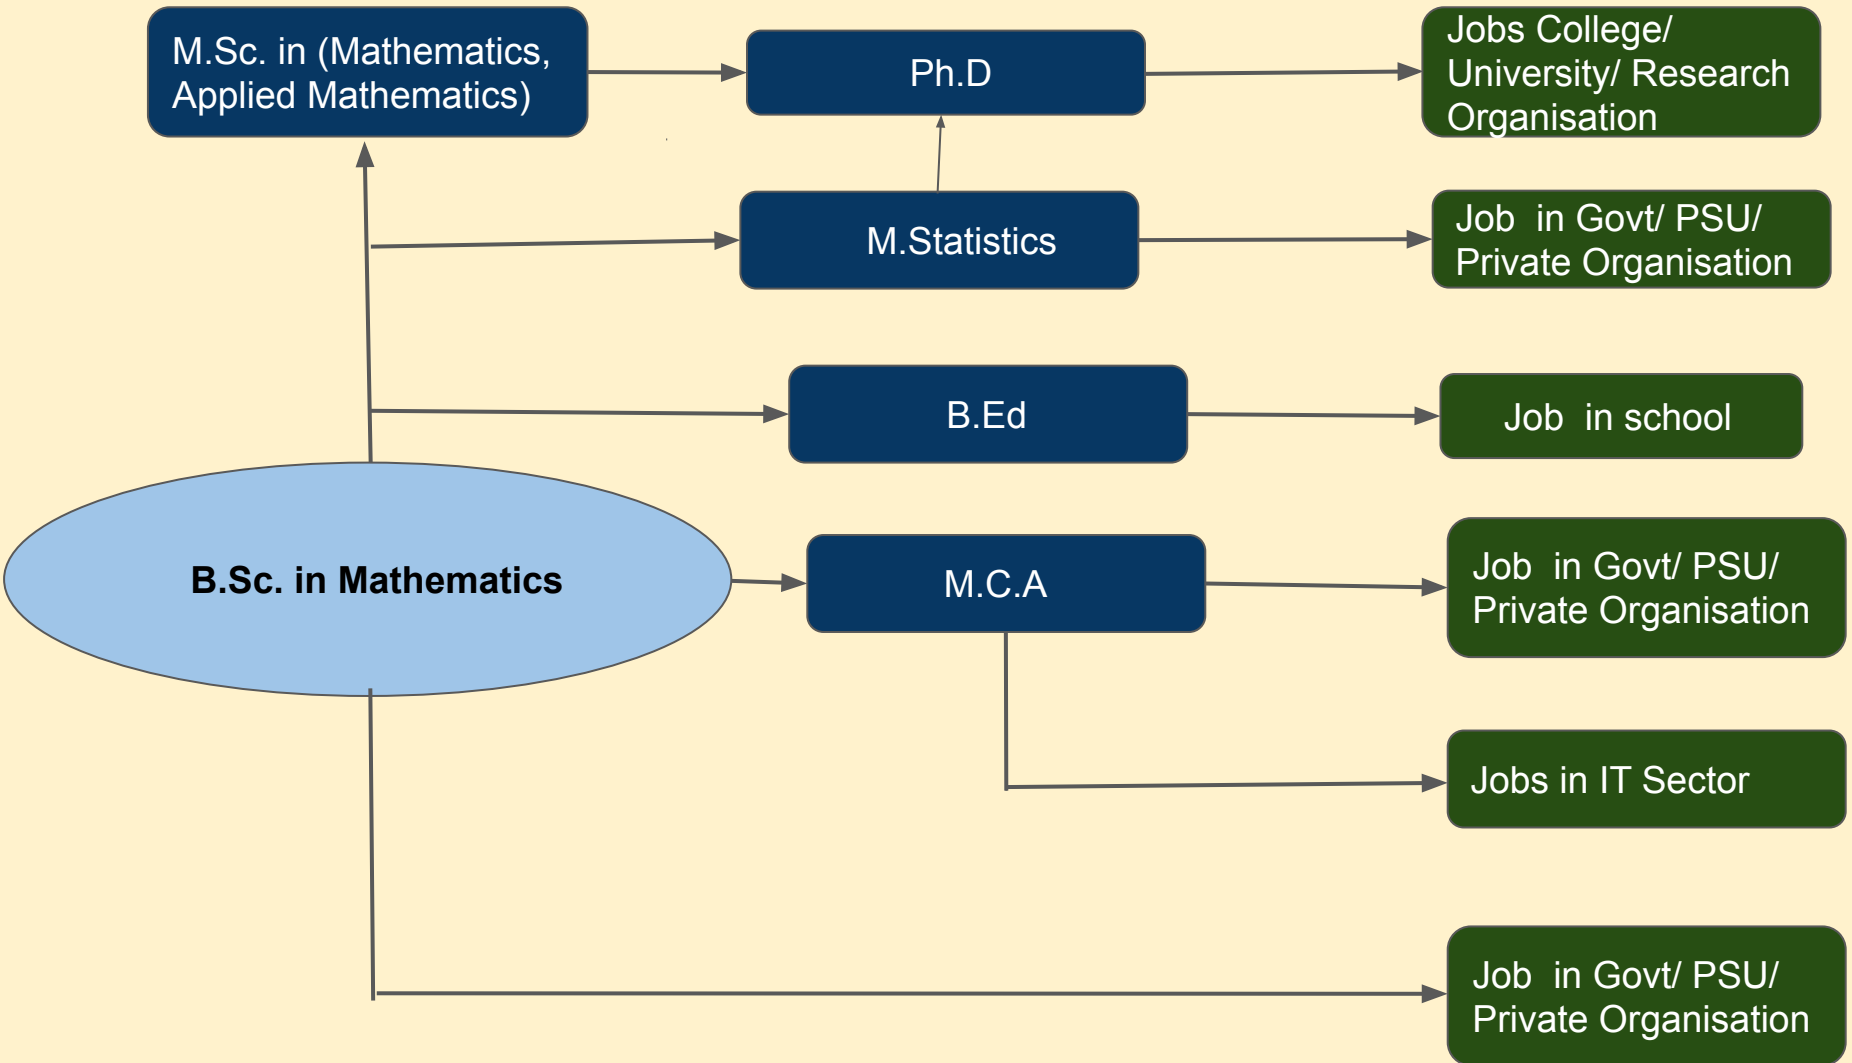 M.Sc. in (Mathematics,
Applied Mathematics)
Ph.D
Jobs College/
University/ Research
Organisation
M.Statistics
Job  in Govt/ PSU/
Private Organisation
B.Ed
Job  in school
B.Sc. in Mathematics
M.C.A
Job  in Govt/ PSU/
Private Organisation
Jobs in IT Sector
Job  in Govt/ PSU/
Private Organisation